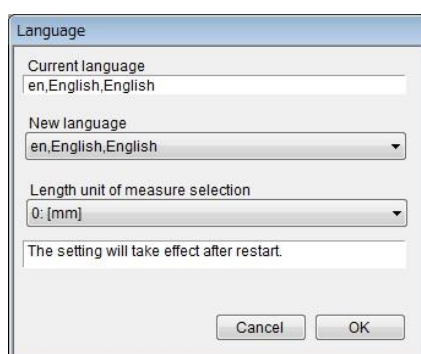 Language
Current language
en,English,English
New language
en,English,English
Length unit of measure selection
0: [mm]
The setting will take effect after restart.
Cancel
OK